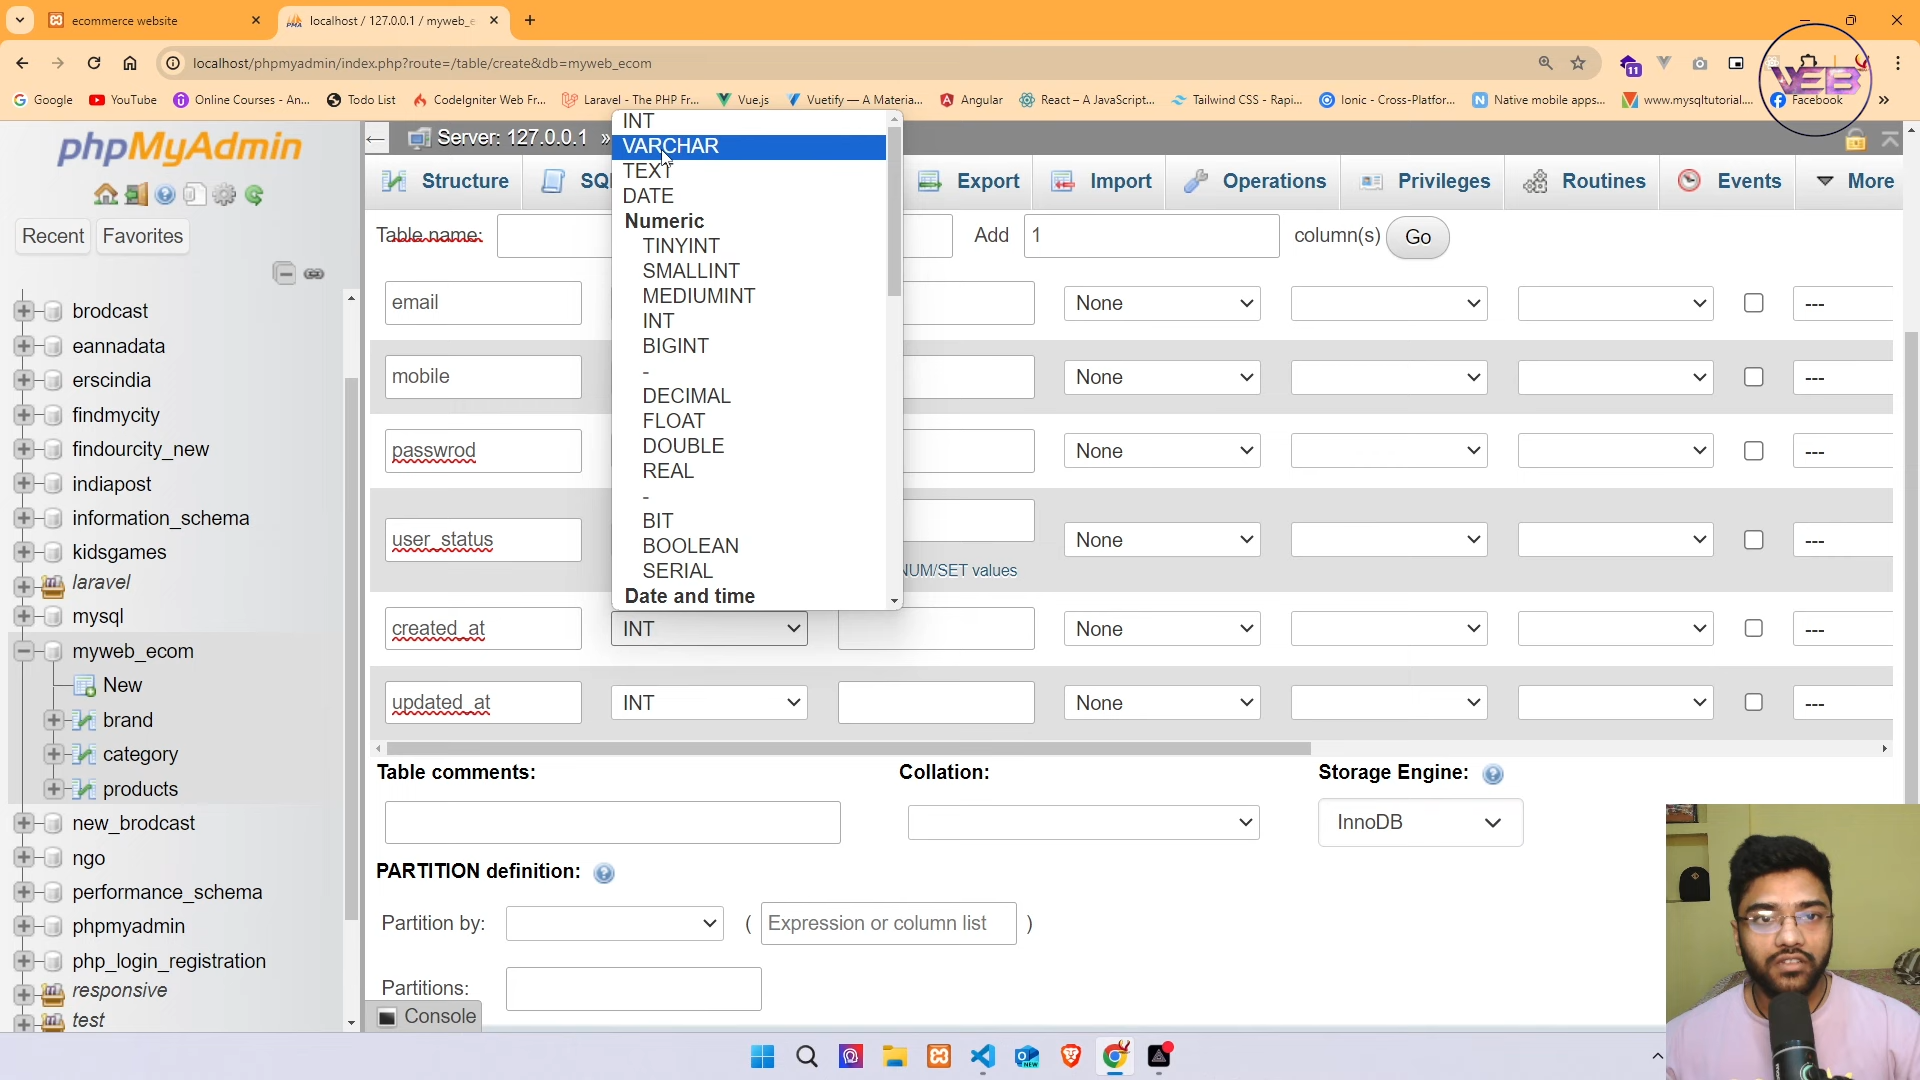 ecommerce website
localhost / 127.0.0.1 / myweb_e
localhost/phpmyadmin/index.php?route=/table/create&db=myweb_ecom
11
WEB
Google
YouTube
Online Courses - An...
Todo List
CodeIgniter Web Fr...
Laravel - The PHP Fr...
Vue.js
Vuetify — A Materia...
Angular
React – A JavaScript...
Tailwind CSS - Rapi...
Ionic - Cross-Platfor...
Native mobile apps...
www.mysqltutorial....
Facebook
phpMyAdmin
Recent
Favorites
brodcast
eannadata
erscindia
findmycity
findourcity_new
indiapost
information_schema
kidsgames
laravel
mysql
myweb_ecom
New
brand
category
products
new_brodcast
ngo
performance_schema
phpmyadmin
php_login_registration
responsive
test
Server: 127.0.0.1 »
Structure
SQL
Export
Import
Operations
Privileges
Routines
Events
More
Table name:
Add
1
column(s)
Go
INT
VARCHAR
TEXT
DATE
Numeric
TINYINT
SMALLINT
MEDIUMINT
INT
BIGINT
-
DECIMAL
FLOAT
DOUBLE
REAL
-
BIT
BOOLEAN
SERIAL
Date and time
email
None
---
mobile
None
---
passwrod
None
---
user_status
None
---
NUM/SET values
created_at
INT
None
---
updated_at
INT
None
---
Table comments:
Collation:
Storage Engine:
InnoDB
PARTITION definition:
Partition by:
(
Expression or column list
)
Partitions:
Console
NEW